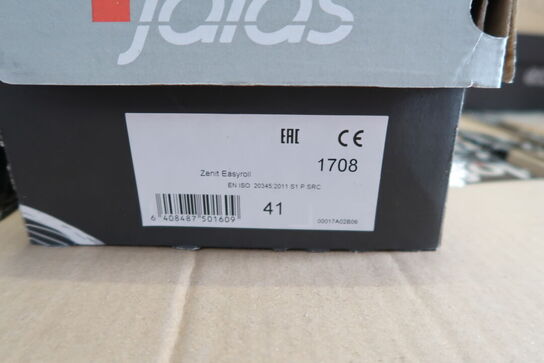 jalas
EAC CE
Zenit Easyroll 1708
EN ISO 20345:2011 S1 P SRC
6 408487 501609 41
00017A02B06